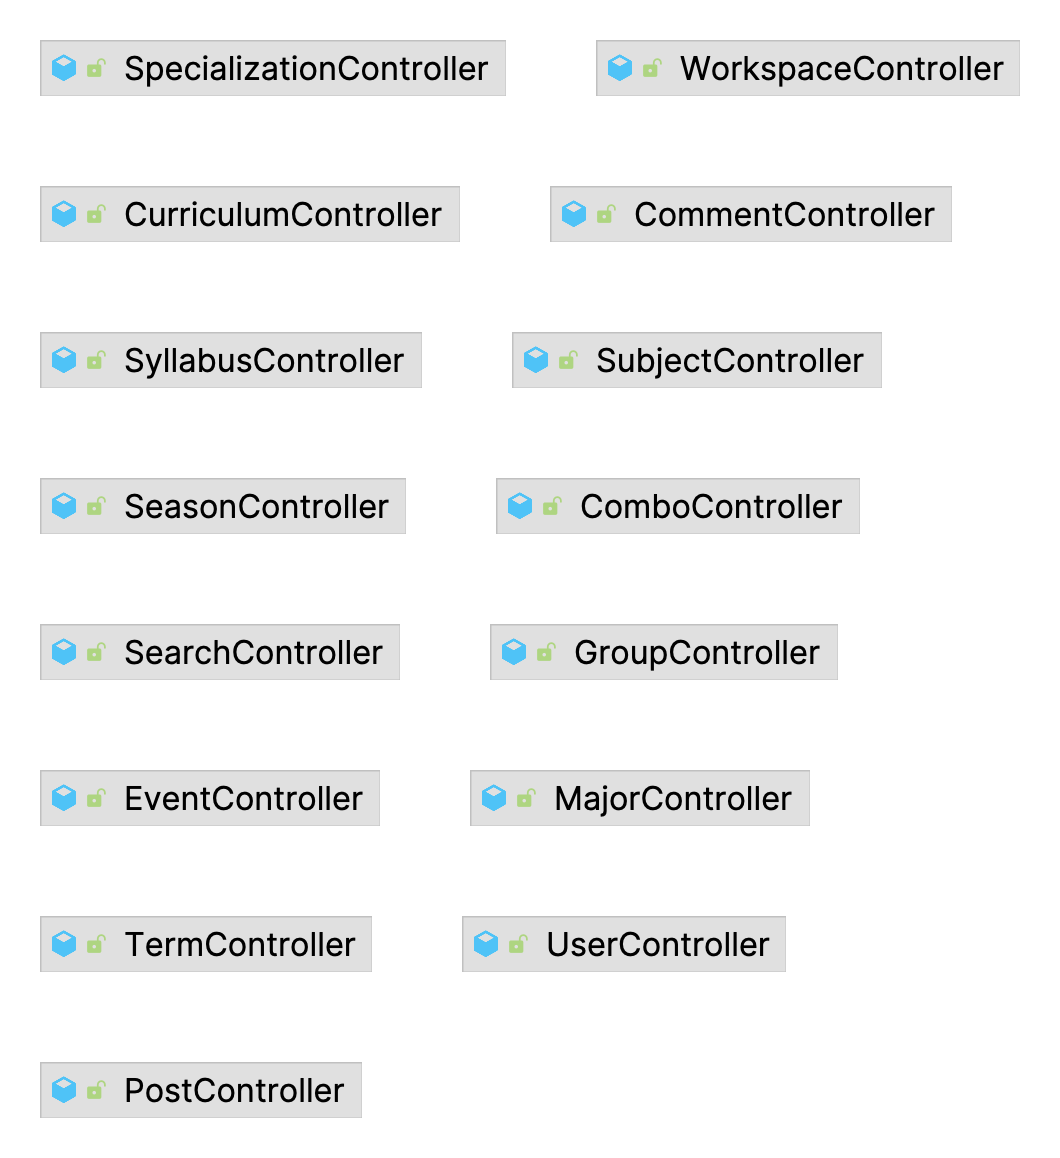 SpecializationController
WorkspaceController
CurriculumController
CommentController
SyllabusController
SubjectController
SeasonController
ComboController
SearchController
GroupController
EventController
MajorController
TermController
UserController
PostController